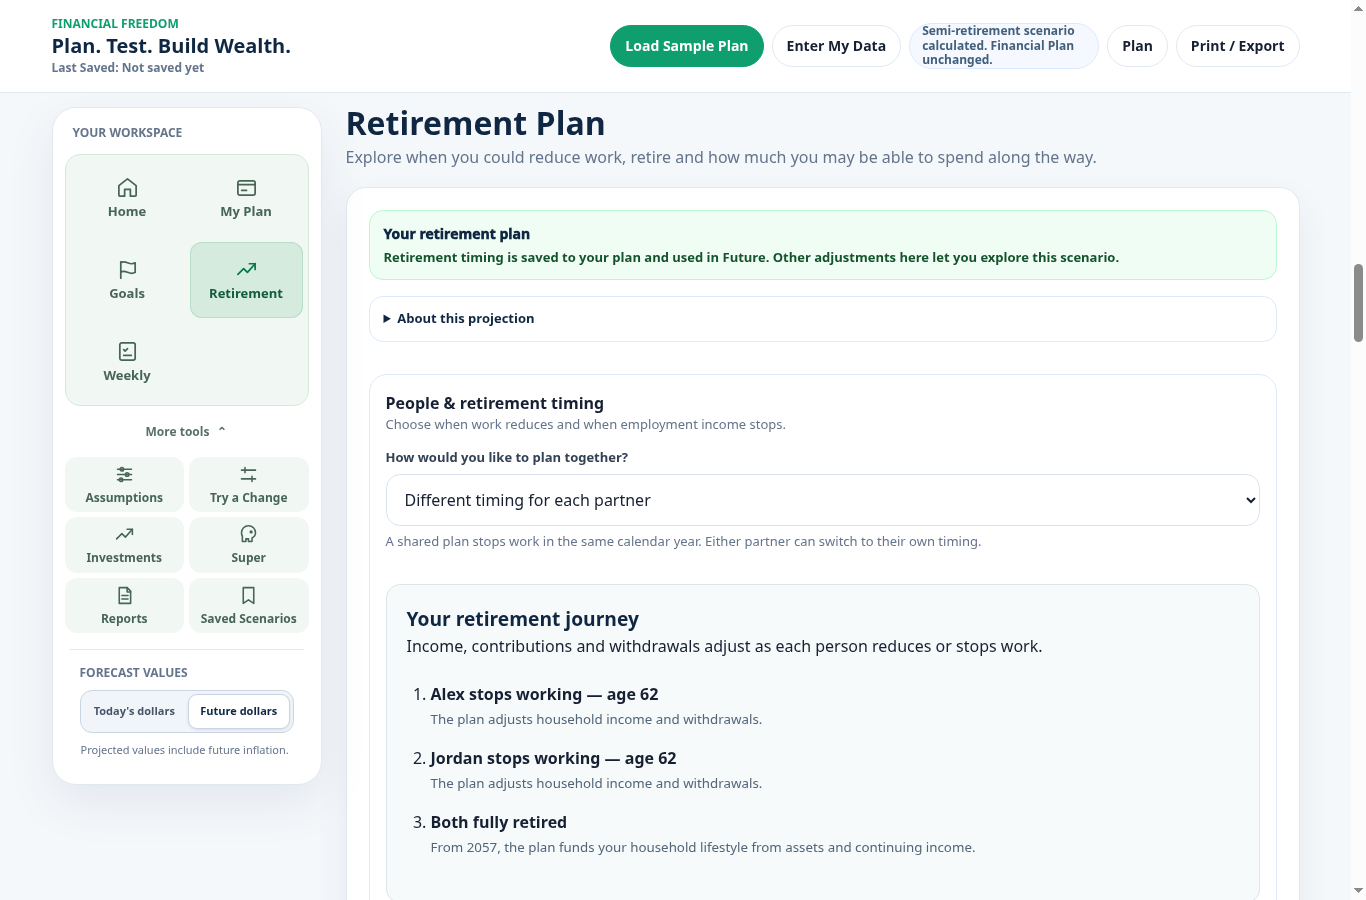 FINANCIAL FREEDOM
Plan. Test. Build Wealth.
Last Saved: Not saved yet
Load Sample Plan
Enter My Data
Semi-retirement scenario
calculated. Financial Plan
unchanged.
Plan
Print / Export
YOUR WORKSPACE
Home
My Plan
Goals
Retirement
Weekly
More tools
Assumptions
Try a Change
Investments
Super
Reports
Saved Scenarios
FORECAST VALUES
Today's dollars
Future dollars
Projected values include future inflation.
Retirement Plan
Explore when you could reduce work, retire and how much you may be able to spend along the way.
Your retirement plan
Retirement timing is saved to your plan and used in Future. Other adjustments here let you explore this scenario.
About this projection
People & retirement timing
Choose when work reduces and when employment income stops.
How would you like to plan together?
Different timing for each partner
A shared plan stops work in the same calendar year. Either partner can switch to their own timing.
Your retirement journey
Income, contributions and withdrawals adjust as each person reduces or stops work.
1. Alex stops working — age 62
The plan adjusts household income and withdrawals.
2. Jordan stops working — age 62
The plan adjusts household income and withdrawals.
3. Both fully retired
From 2057, the plan funds your household lifestyle from assets and continuing income.